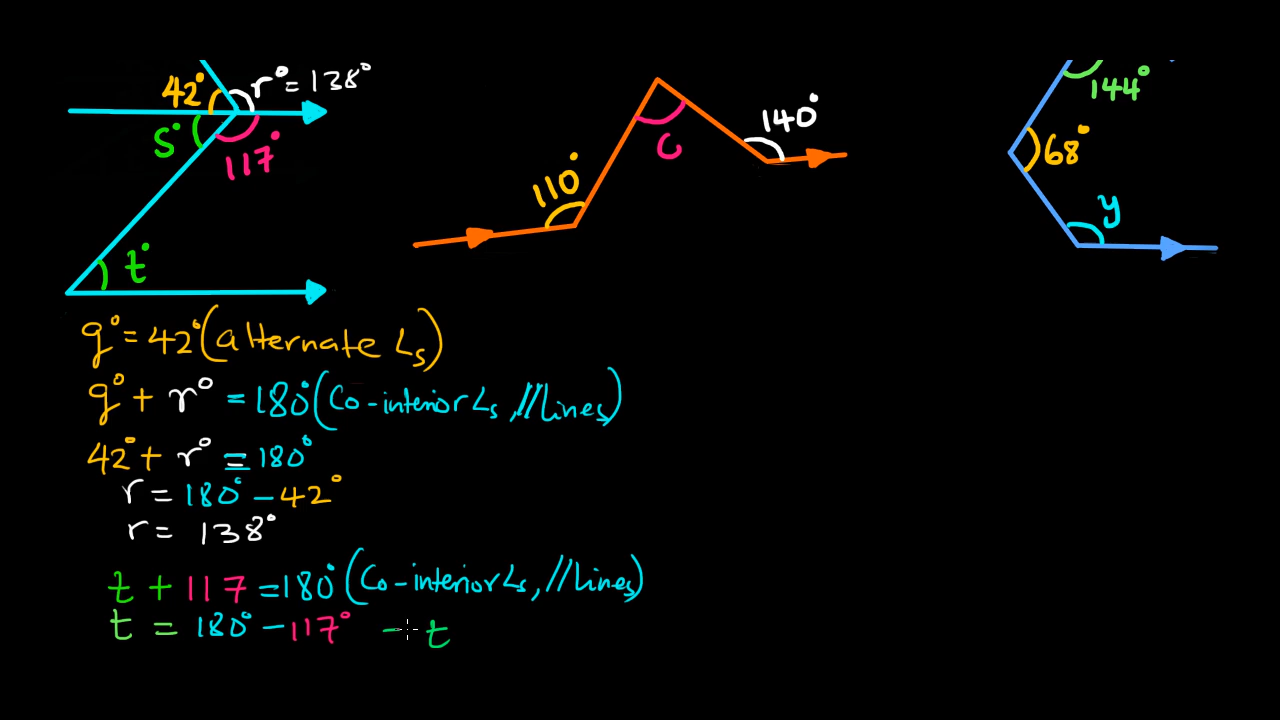 42° r° = 138°
s° 117°
t°
110° c 140°
144°
68°
y
q° = 42° (alternate ∠s)
q° + r° = 180° (Co-interior ∠s, // lines)
42° + r° = 180°
r = 180° - 42°
r = 138°
t + 117 = 180° (Co-interior ∠s, // lines)
t = 180° - 117° → t